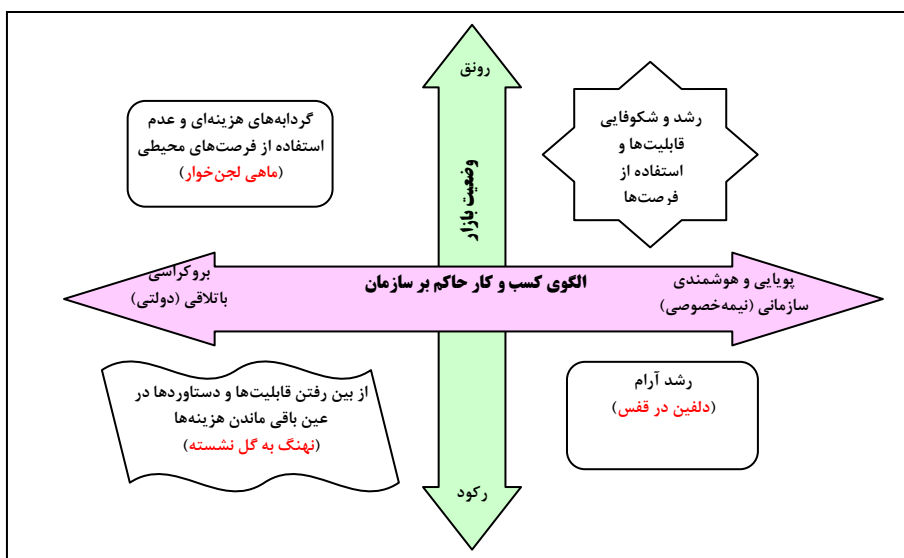 رونق
گردابه‌های هزینه‌ای و عدم
استفاده از فرصت‌های محیطی
(ماهی لجن‌خوار)
رشد و شکوفایی
قابلیت‌ها و
استفاده از
فرصت‌ها
وضعیت بازار
بروکراسی
باتلاقی (دولتی)
الگوی کسب و کار حاکم بر سازمان
پویایی و هوشمندی
سازمانی (نیمه‌خصوصی)
از بین رفتن قابلیت‌ها و دستاوردها در
عین باقی ماندن هزینه‌ها
(نهنگ به گل نشسته)
رشد آرام
(دلفین در قفس)
رکود